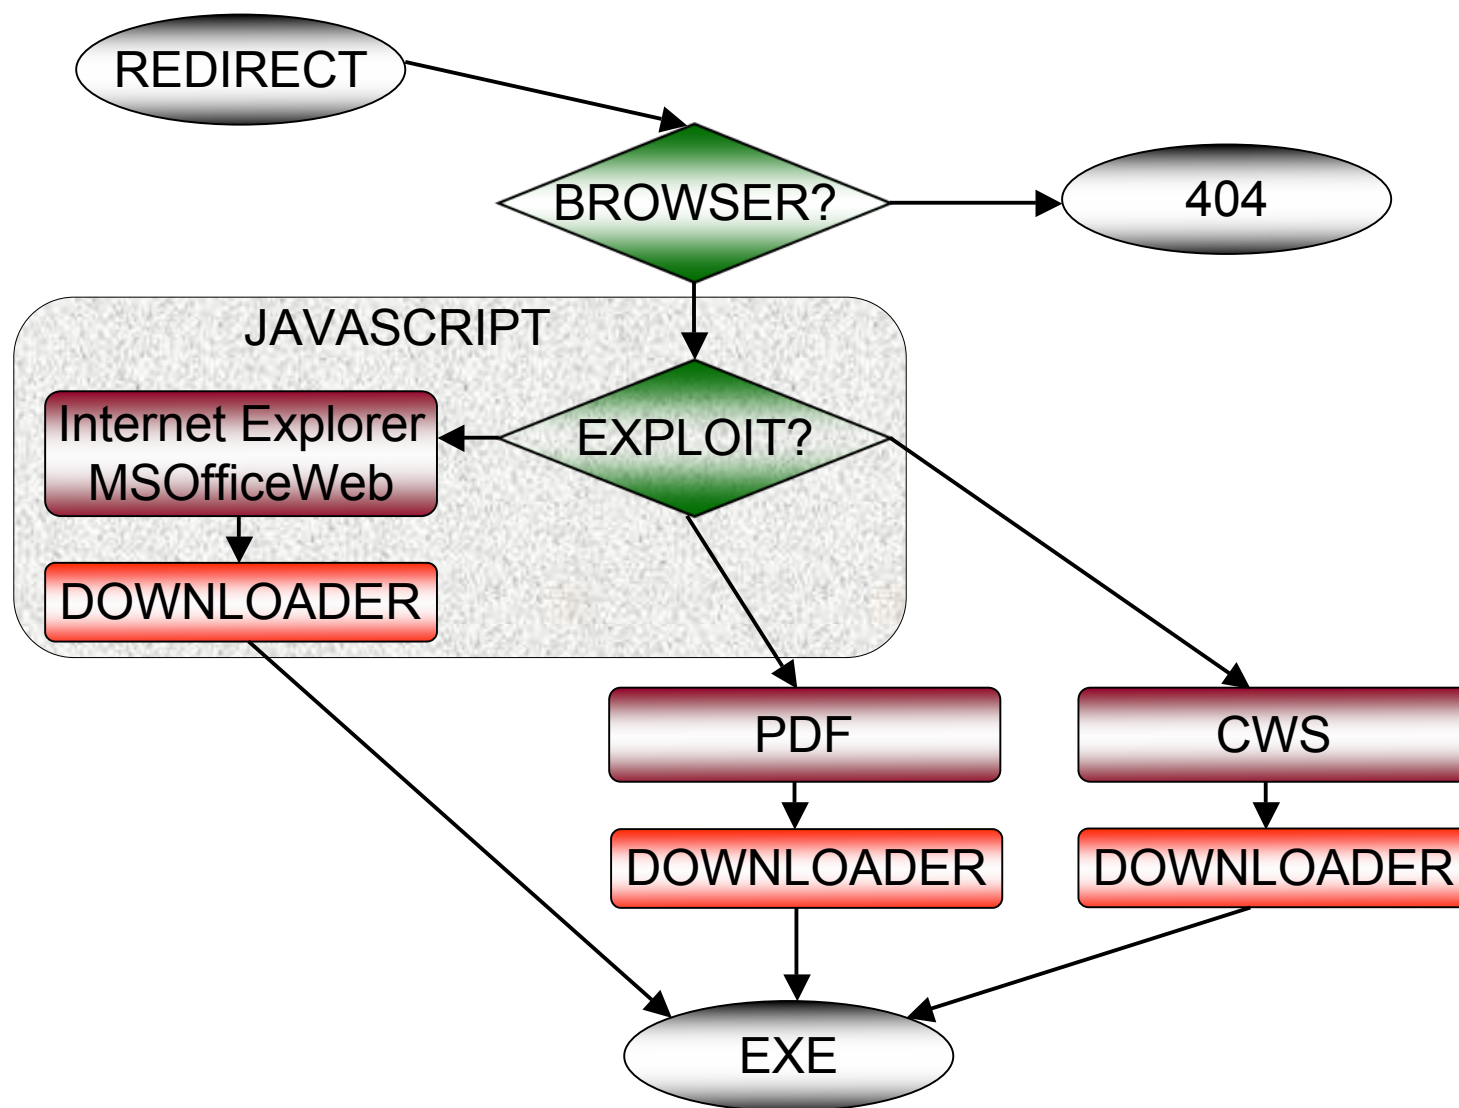 REDIRECT
BROWSER?
404
JAVASCRIPT
Internet Explorer
MSOfficeWeb
EXPLOIT?
DOWNLOADER
PDF
CWS
DOWNLOADER
DOWNLOADER
EXE